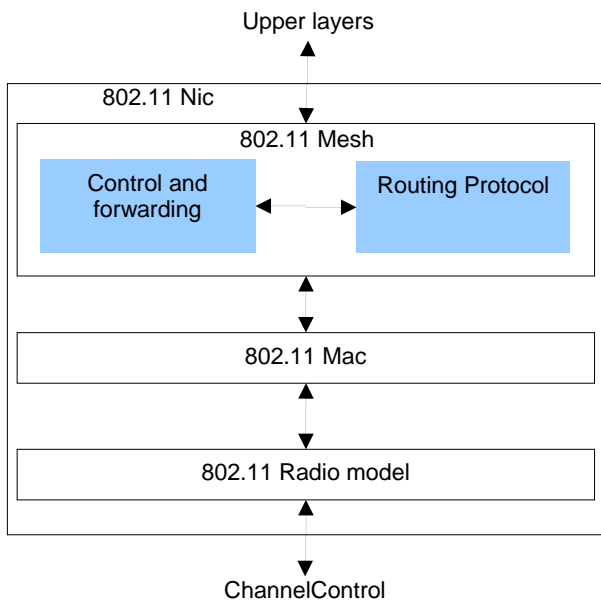 Upper layers
802.11 Nic
802.11 Mesh
Control and
forwarding
Routing Protocol
802.11 Mac
802.11 Radio model
ChannelControl